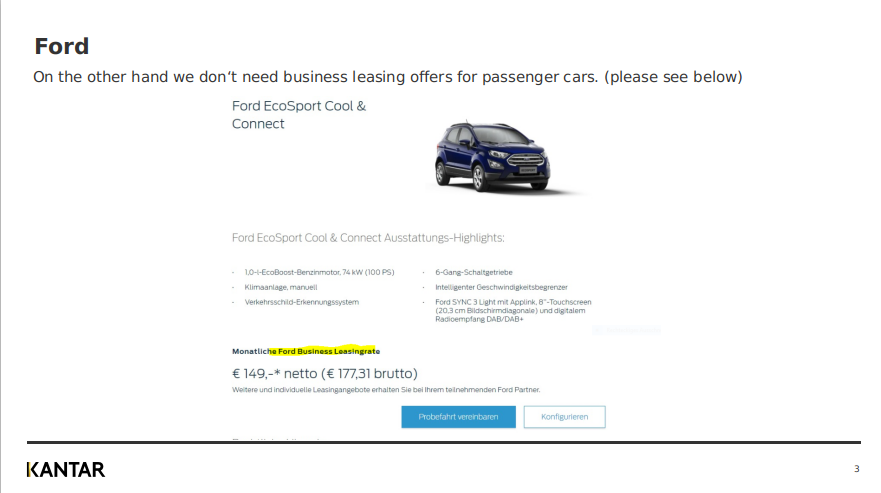 Ford
On the other hand we don‘t need business leasing offers for passenger cars. (please see below)
Ford EcoSport Cool &
Connect
Ford EcoSport Cool & Connect Ausstattungs-Highlights:
· 1,0-l-EcoBoost-Benzinmotor, 74 kW (100 PS)
· Klimaanlage, manuell
· Verkehrsschild-Erkennungssystem
· 6-Gang-Schaltgetriebe
· Intelligenter Geschwindigkeitsbegrenzer
· Ford SYNC 3 Light mit Applink, 8"-Touchscreen
(20,3 cm Bildschirmdiagonale) und digitalem
Radioempfang DAB/DAB+
Monatliche Ford Business Leasingrate
€ 149,-* netto (€ 177,31 brutto)
Weitere und individuelle Leasingangebote erhalten Sie bei Ihrem teilnehmenden Ford Partner.
Probefahrt vereinbaren
Konfigurieren
KANTAR
3